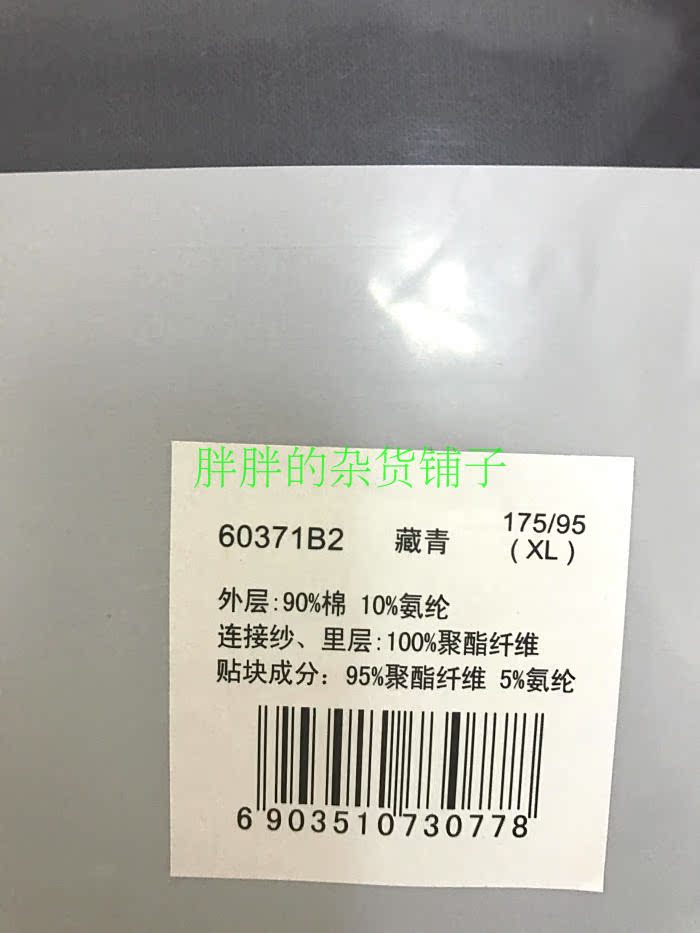 胖胖的杂货铺子
60371B2 藏青 175/95
(XL)
外层:90%棉 10%氨纶
连接纱、里层:100%聚酯纤维
贴块成分：95%聚酯纤维 5%氨纶
6903510730778